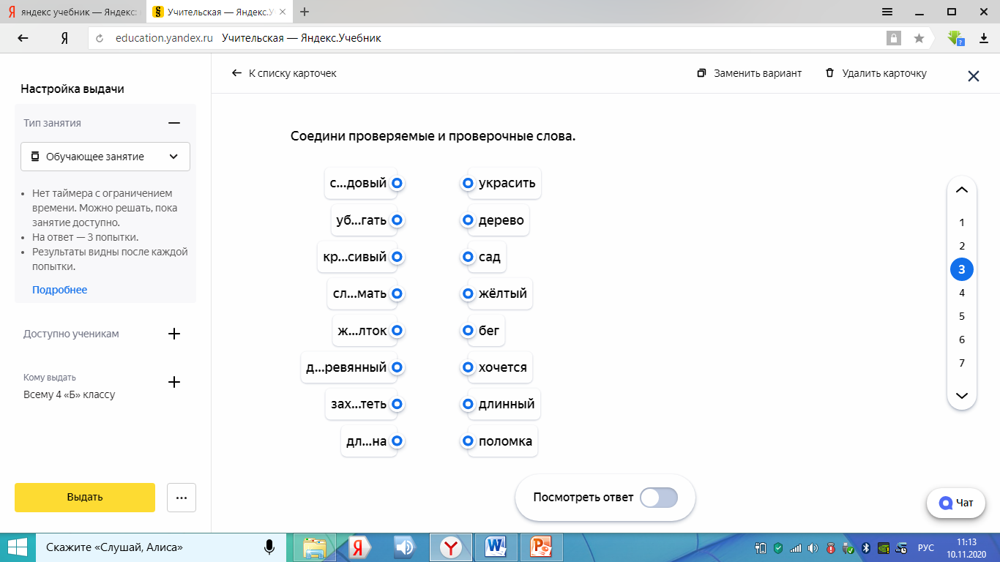 яндекс учебник — Яндекс:
Учительская — Яндекс.У
education.yandex.ru Учительская — Яндекс.Учебник
Настройка выдачи
Тип занятия
Обучающее занятие
• Нет таймера с ограничением
времени. Можно решать, пока
занятие доступно.
• На ответ — 3 попытки.
• Результаты видны после каждой
попытки.
Подробнее
Доступно ученикам
Кому выдать
Всему 4 «Б» классу
Выдать
К списку карточек
Заменить вариант
Удалить карточку
Соедини проверяемые и проверочные слова.
с...довый украсить
уб...гать дерево
кр...сивый сад
сл...мать жёлтый
ж...лток бег
д...ревянный хочется
зах...теть длинный
дл...на поломка
1
2
3
4
5
6
7
Посмотреть ответ
Чат
Скажите «Слушай, Алиса»
РУС
11:13
10.11.2020